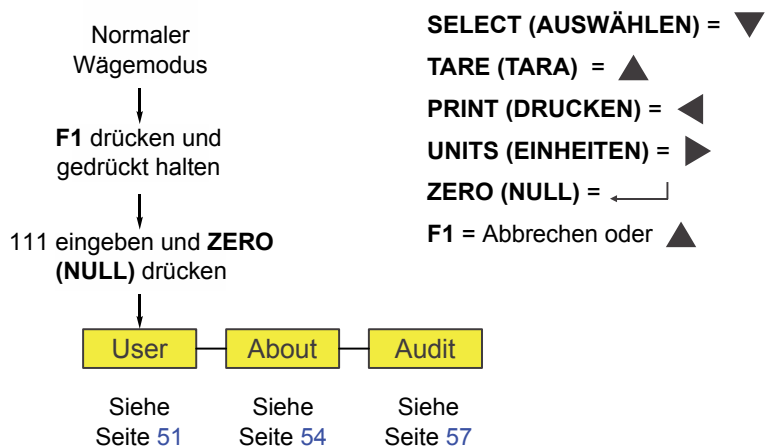 Normaler
Wägemodus
F1 drücken und
gedrückt halten
111 eingeben und ZERO
(NULL) drücken
User
About
Audit
Siehe
Seite 51
Siehe
Seite 54
Siehe
Seite 57
SELECT (AUSWÄHLEN) = ▼
TARE (TARA) = ▲
PRINT (DRUCKEN) = ◀
UNITS (EINHEITEN) = ▶
ZERO (NULL) = ↵
F1 = Abbrechen oder ▲